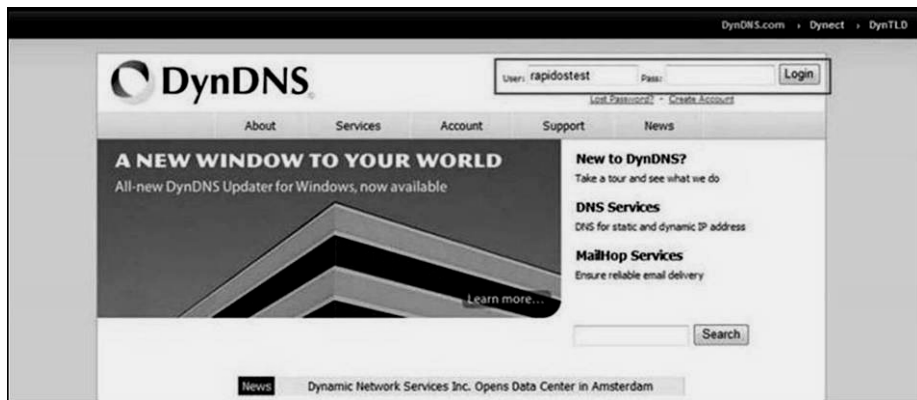 DynDNS.com › Dynect › DynTLD
DynDNS
User: rapidostest Pass: Login
Lost Password? - Create Account
About Services Account Support News
A NEW WINDOW TO YOUR WORLD
All-new DynDNS Updater for Windows, now available
Learn more...
New to DynDNS?
Take a tour and see what we do
DNS Services
DNS for static and dynamic IP address
MailHop Services
Ensure reliable email delivery
Search
News Dynamic Network Services Inc. Opens Data Center in Amsterdam